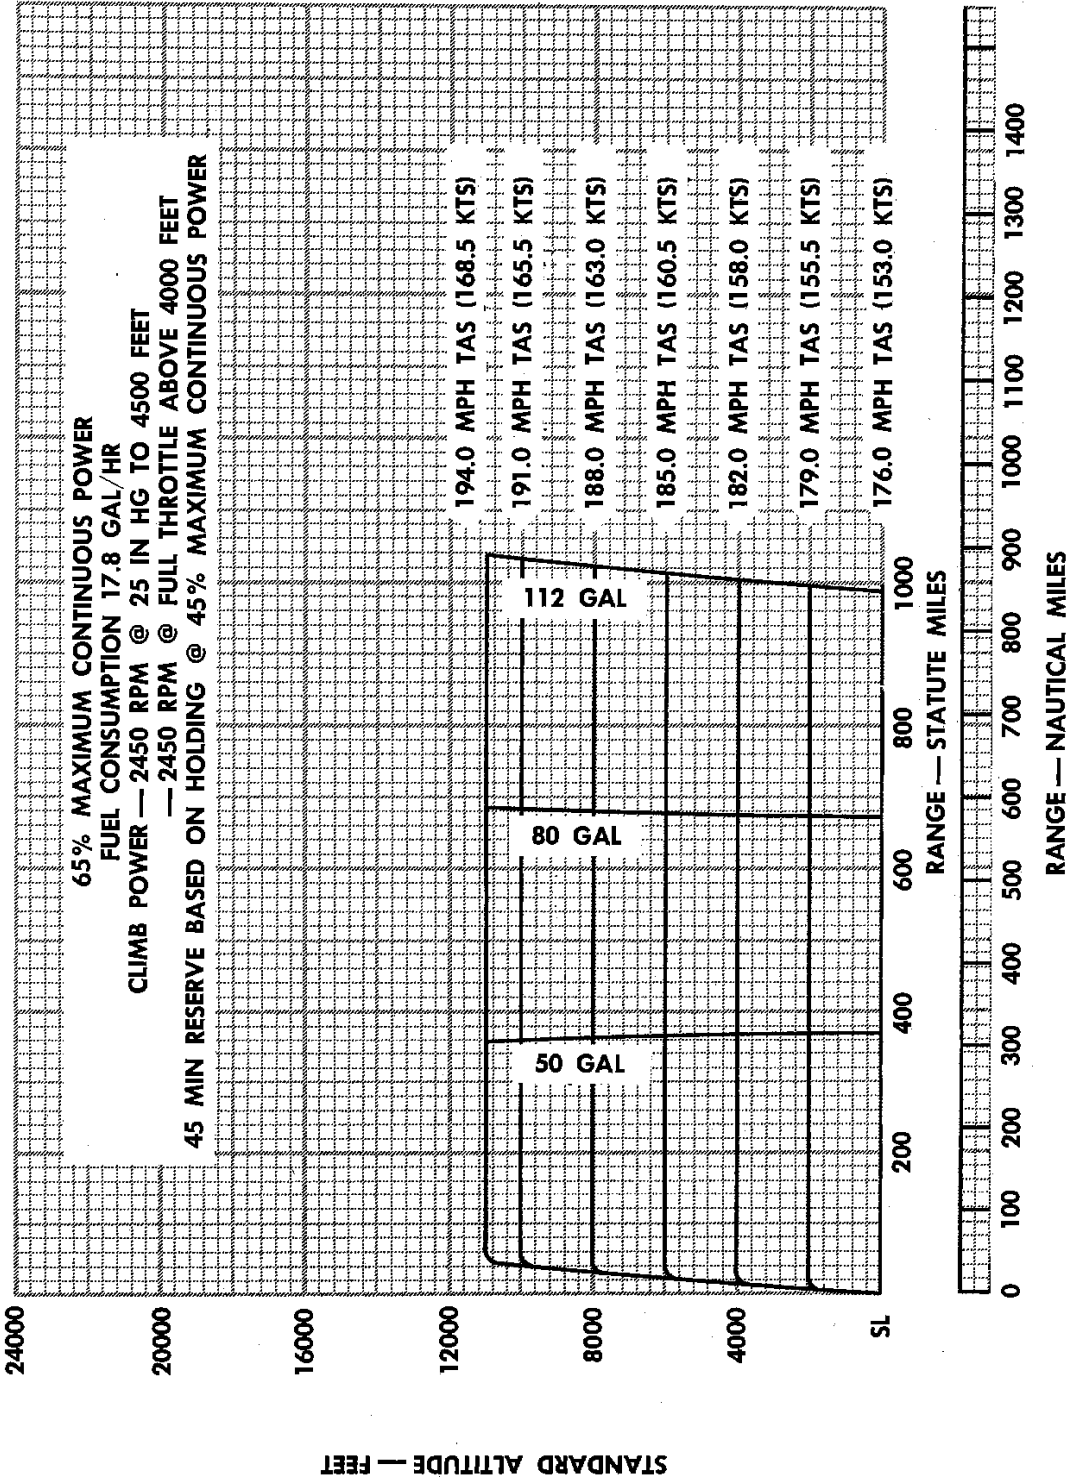 65% MAXIMUM CONTINUOUS POWER
FUEL CONSUMPTION 17.8 GAL/HR
CLIMB POWER — 2450 RPM @ 25 IN HG TO 4500 FEET
— 2450 RPM @ FULL THROTTLE ABOVE 4000 FEET
45 MIN RESERVE BASED ON HOLDING @ 45% MAXIMUM CONTINUOUS POWER
STANDARD ALTITUDE — FEET
24000
20000
16000
12000
8000
4000
SL
50 GAL
80 GAL
112 GAL
194.0 MPH TAS (168.5 KTS)
191.0 MPH TAS (165.5 KTS)
188.0 MPH TAS (163.0 KTS)
185.0 MPH TAS (160.5 KTS)
182.0 MPH TAS (158.0 KTS)
179.0 MPH TAS (155.5 KTS)
176.0 MPH TAS (153.0 KTS)
200 400 600 800 1000
RANGE — STATUTE MILES
0 100 200 300 400 500 600 700 800 900 1000 1100 1200 1300 1400
RANGE — NAUTICAL MILES